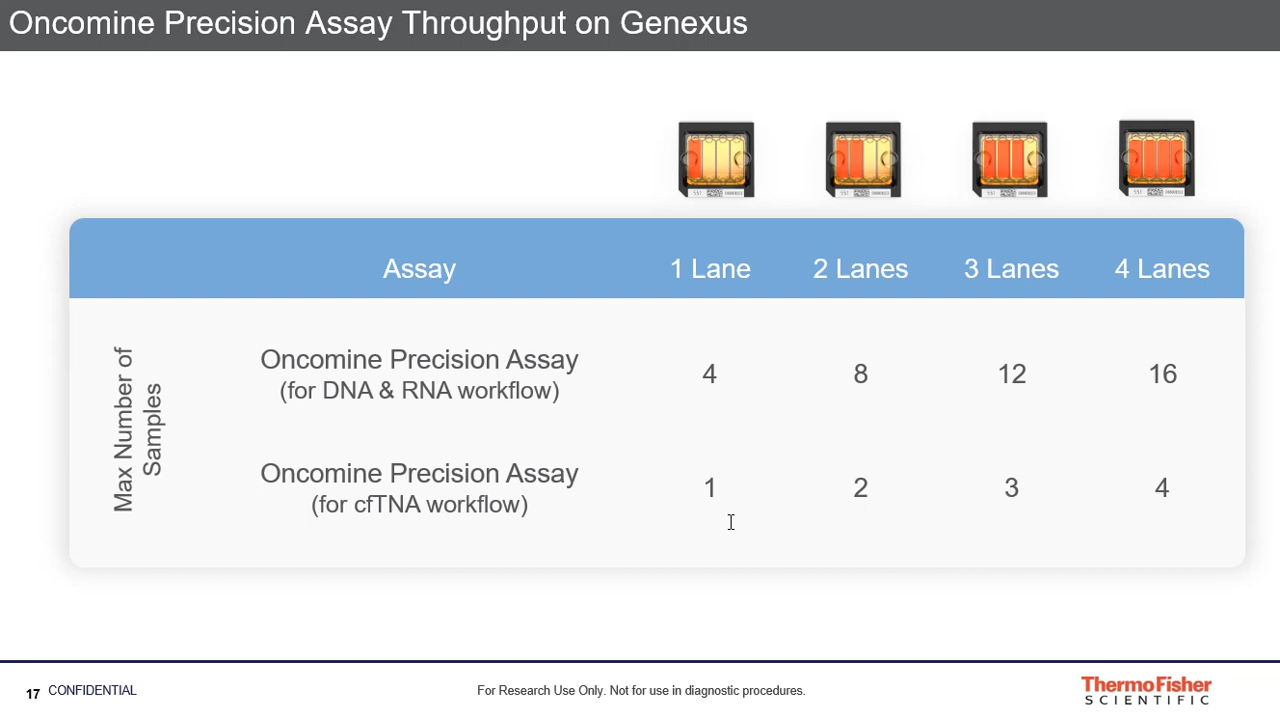 Oncomine Precision Assay Throughput on Genexus
Assay
1 Lane
2 Lanes
3 Lanes
4 Lanes
Max Number of
Samples
Oncomine Precision Assay
(for DNA & RNA workflow)
4
8
12
16
Oncomine Precision Assay
(for cfTNA workflow)
1
2
3
4
17
CONFIDENTIAL
For Research Use Only. Not for use in diagnostic procedures.
ThermoFisher
SCIENTIFIC